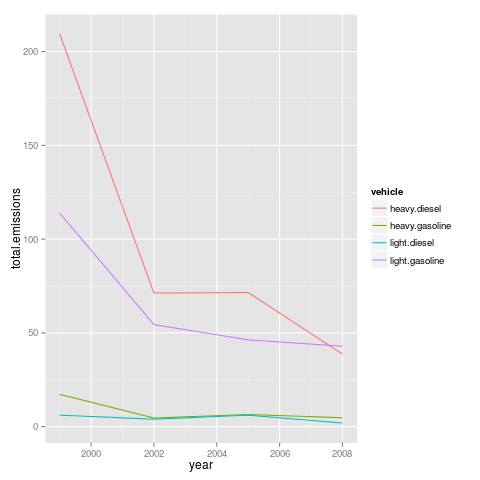 total.emissions
200
150
100
50
0
2000 2002 2004 2006 2008
year
vehicle
heavy.diesel
heavy.gasoline
light.diesel
light.gasoline